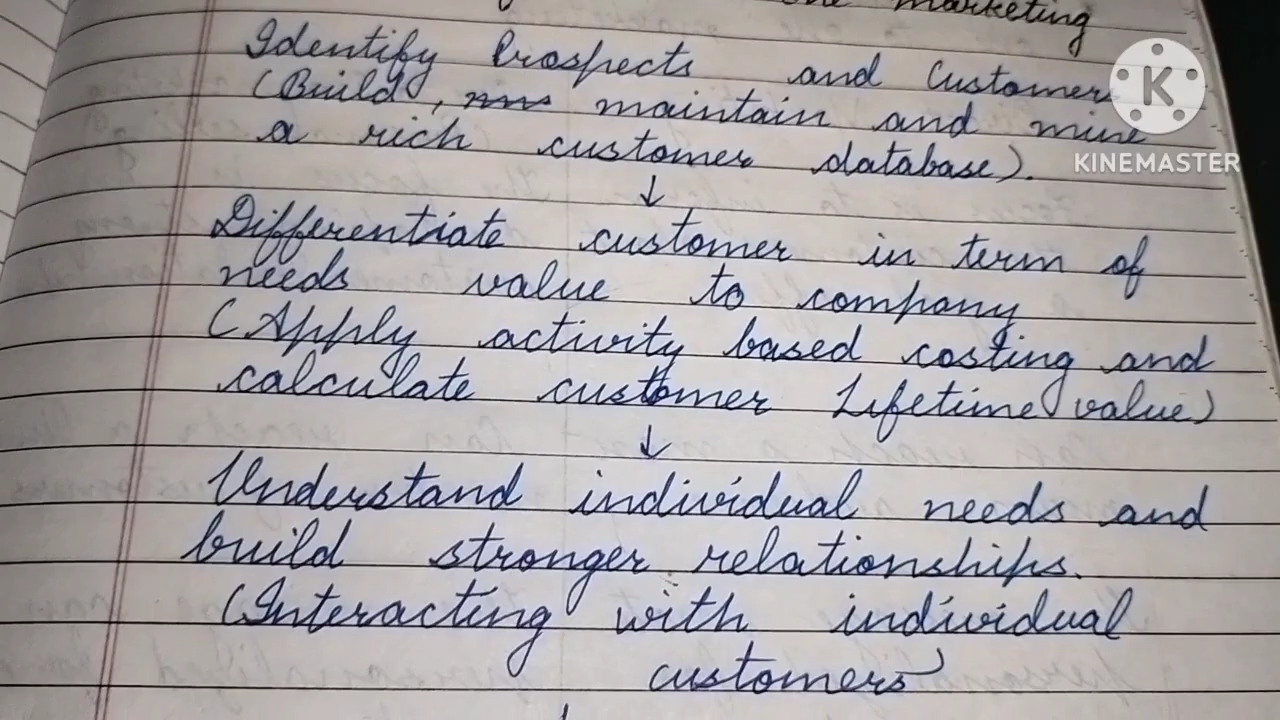 one marketing
Identify Prospects and Customers
(Build, maintain and mine
a rich customer database).
↓
Differentiate customer in term of
needs value to company
(Apply activity based costing and
calculate customer Lifetime value)
↓
Understand individual needs and
build stronger relationships.
(Interacting with individual
customers)
K
KINEMASTER